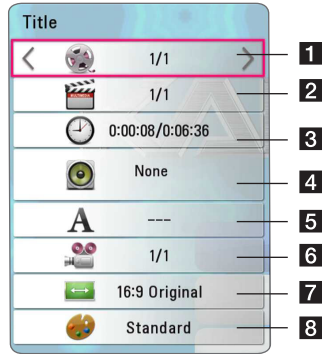 Title
1/1 1
1/1 2
0:00:08/0:06:36 3
None 4
A --- 5
1/1 6
16:9 Original 7
Standard 8